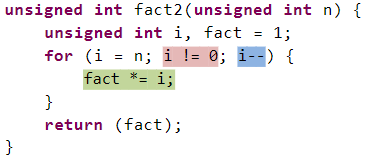 unsigned int fact2(unsigned int n) {
    unsigned int i, fact = 1;
    for (i = n; i != 0; i--) {
        fact *= i;
    }
    return (fact);
}